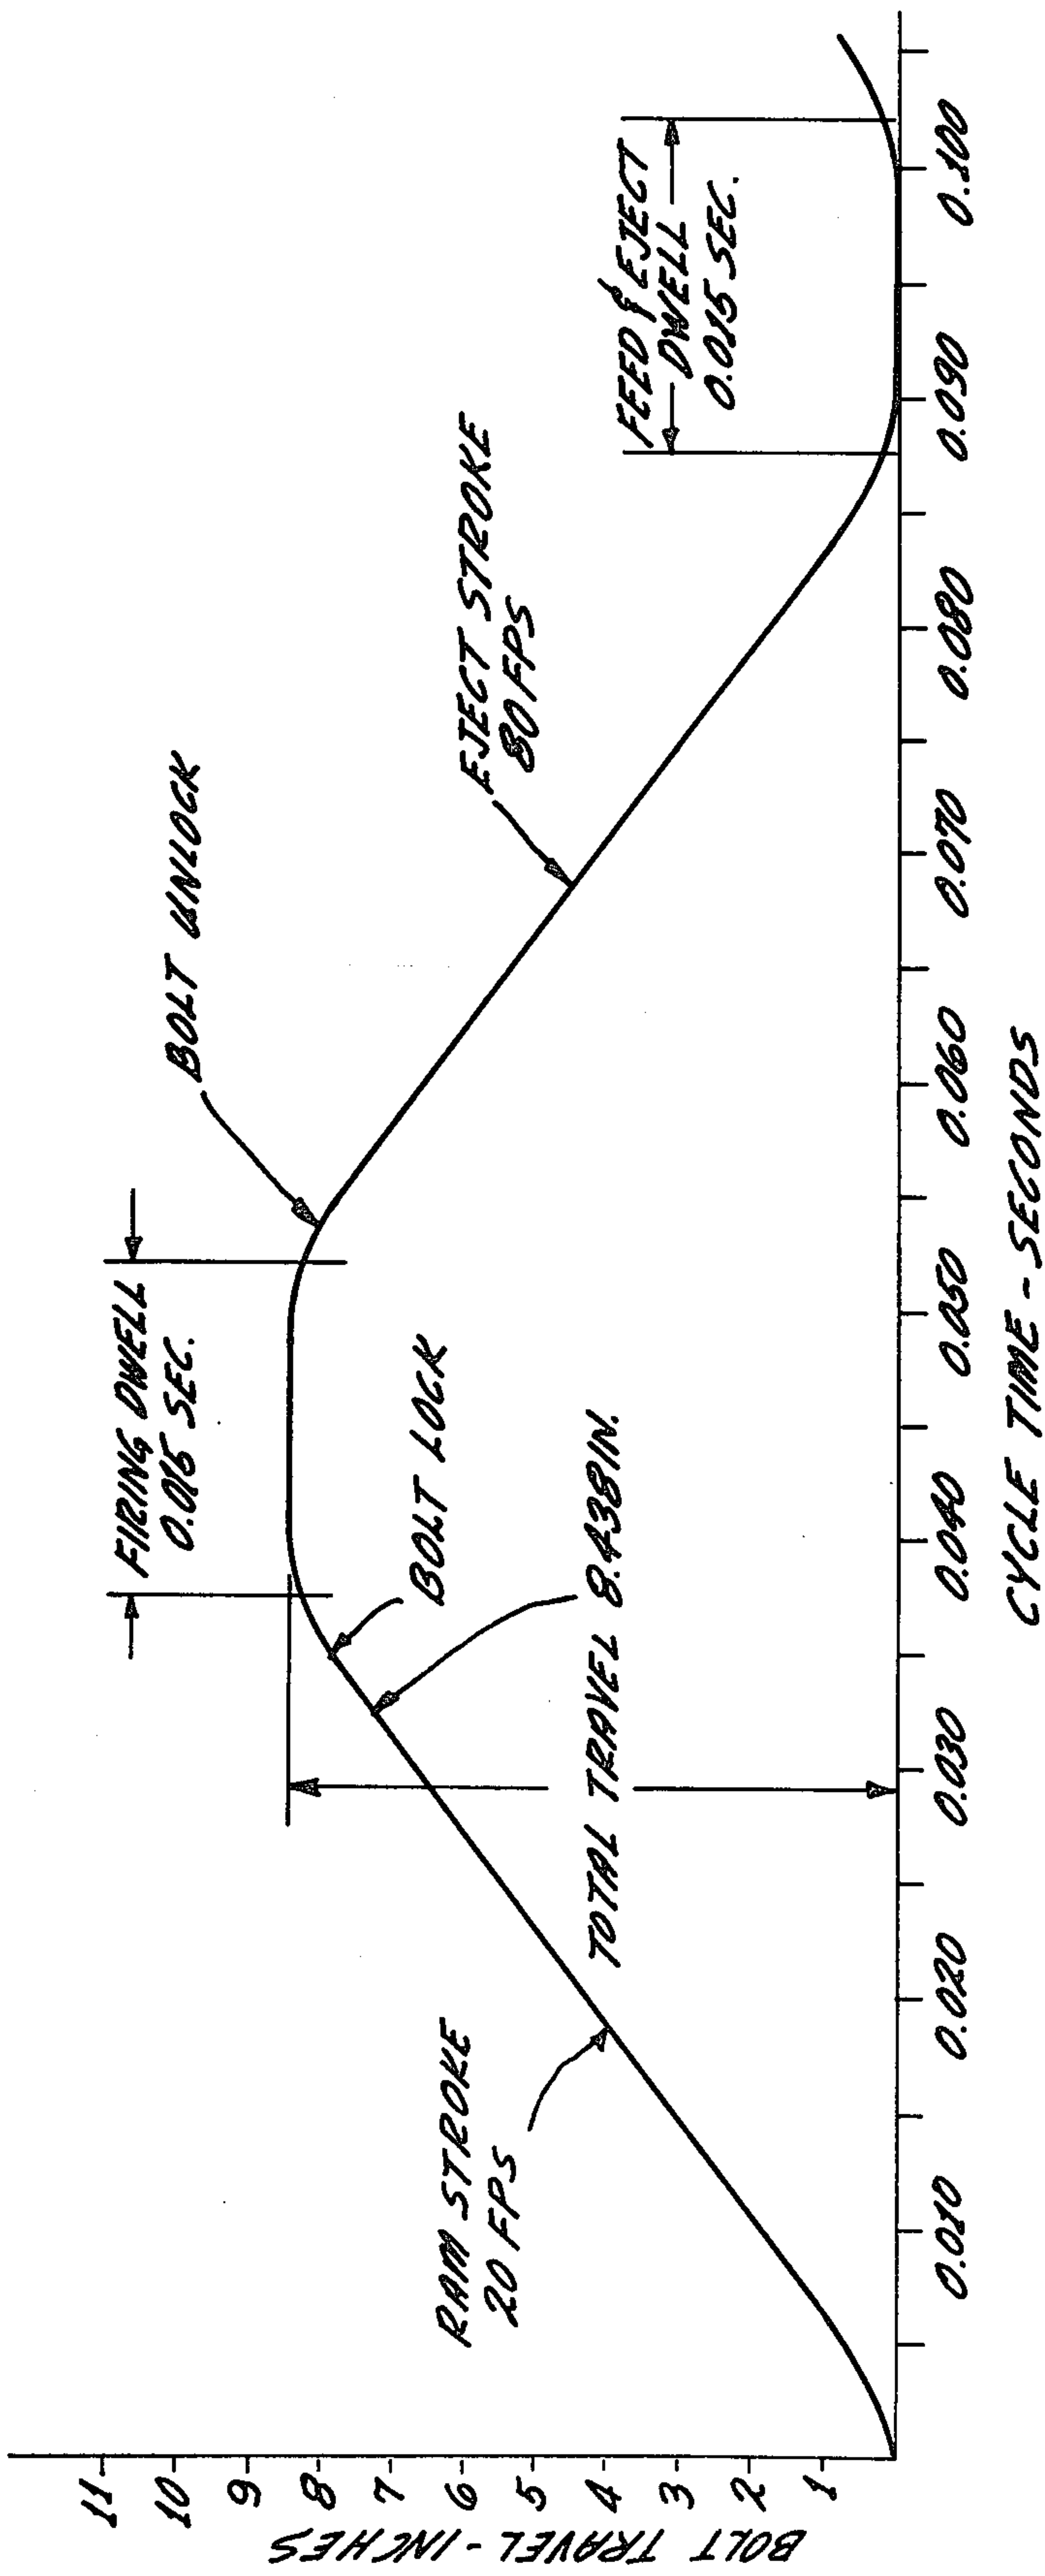 FIRING DWELL
0.015 SEC.
BOLT UNLOCK
BOLT LOCK
RAM STROKE
20 FPS
EJECT STROKE
80 FPS
TOTAL TRAVEL 8.438 IN.
FEED & EJECT
DWELL
0.015 SEC.
BOLT TRAVEL - INCHES
11
10
9
8
7
6
5
4
3
2
1
0.010
0.020
0.030
0.040
0.050
0.060
0.070
0.080
0.090
0.100
CYCLE TIME - SECONDS